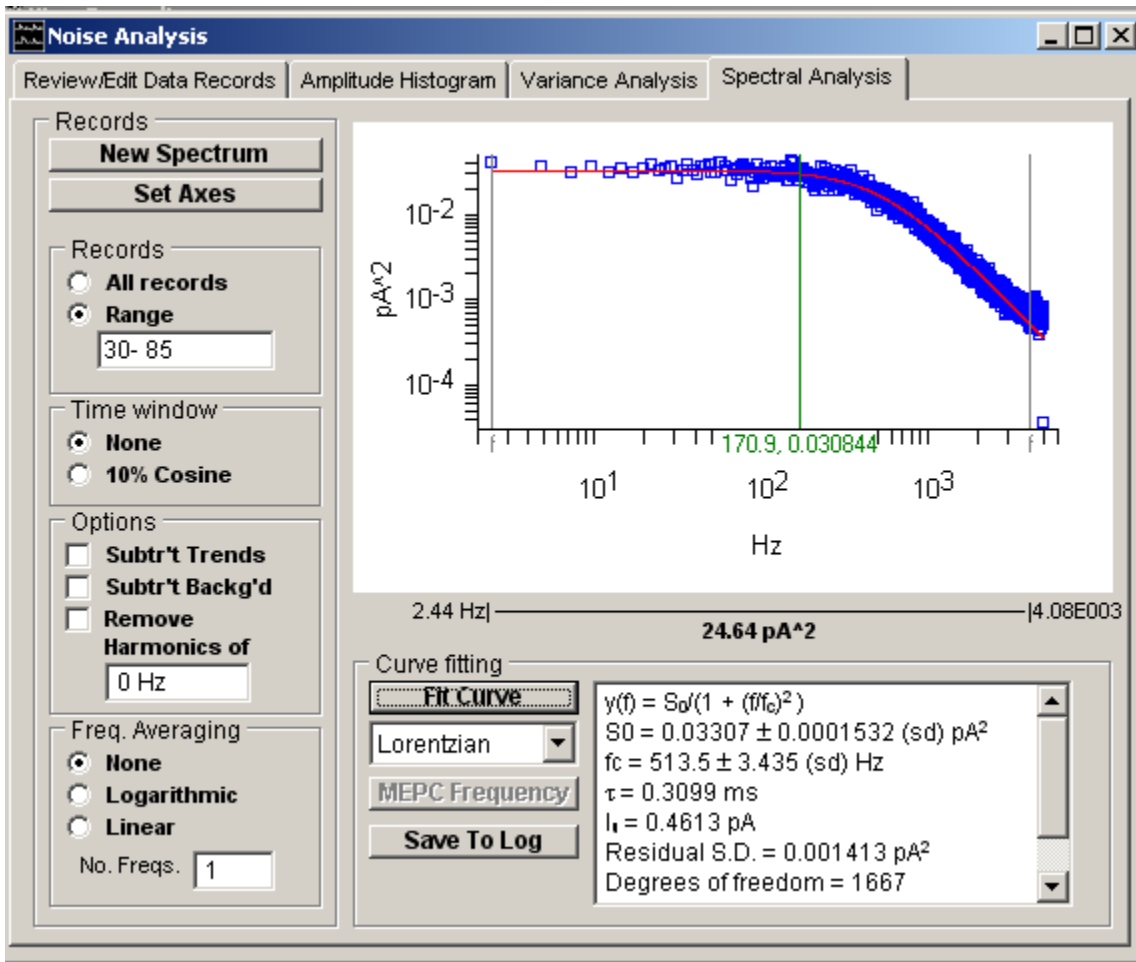 Noise Analysis
Review/Edit Data Records
Amplitude Histogram
Variance Analysis
Spectral Analysis
Records
New Spectrum
Set Axes
Records
All records
Range
30- 85
Time window
None
10% Cosine
Options
Subtr't Trends
Subtr't Backg'd
Remove
Harmonics of
0 Hz
Freq. Averaging
None
Logarithmic
Linear
No. Freqs. 1
pA^2
10-2
10-3
10-4
f
170.9, 0.030844
f
10¹ 10² 10³
Hz
2.44 Hz| |4.08E003
24.64 pA^2
Curve fitting
Fit Curve
Lorentzian
MEPC Frequency
Save To Log
y(f) = S₀/(1 + (f/fc)² )
S0 = 0.03307 ± 0.0001532 (sd) pA²
fc = 513.5 ± 3.435 (sd) Hz
τ = 0.3099 ms
= 0.4613 pA
Residual S.D. = 0.001413 pA²
Degrees of freedom = 1667